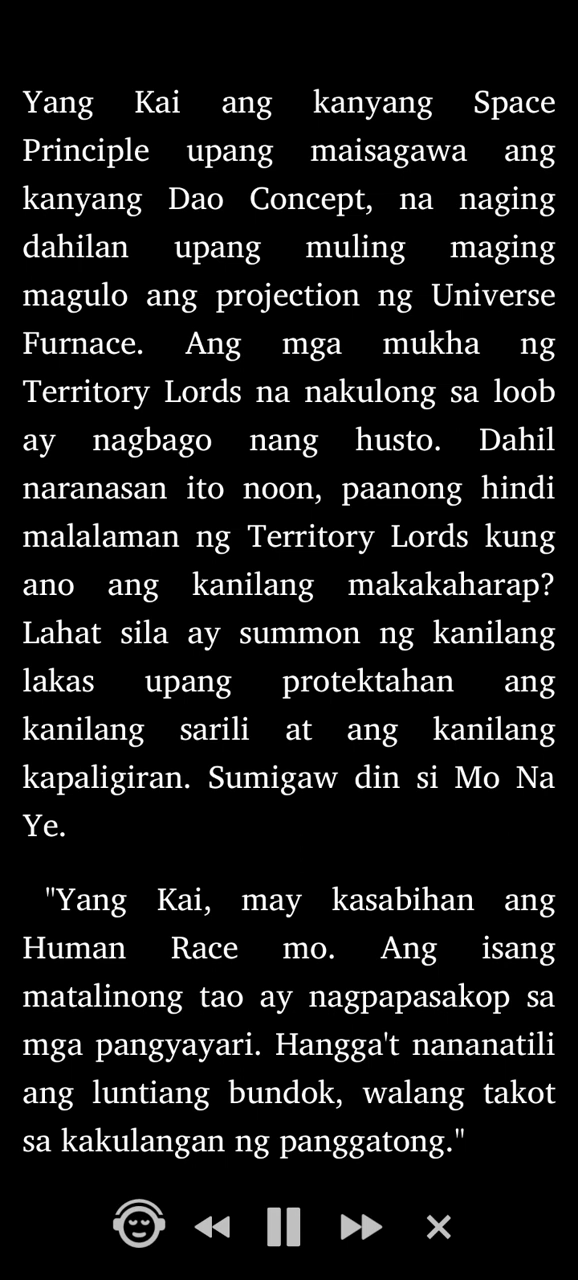 Yang Kai ang kanyang Space
Principle upang maisagawa ang
kanyang Dao Concept, na naging
dahilan upang muling maging
magulo ang projection ng Universe
Furnace. Ang mga mukha ng
Territory Lords na nakulong sa loob
ay nagbago nang husto. Dahil
naranasan ito noon, paanong hindi
malalaman ng Territory Lords kung
ano ang kanilang makakaharap?
Lahat sila ay summon ng kanilang
lakas upang protektahan ang
kanilang sarili at ang kanilang
kapaligiran. Sumigaw din si Mo Na
Ye.
"Yang Kai, may kasabihan ang
Human Race mo. Ang isang
matalinong tao ay nagpapasakop sa
mga pangyayari. Hangga't nananatili
ang luntiang bundok, walang takot
sa kakulangan ng panggatong."